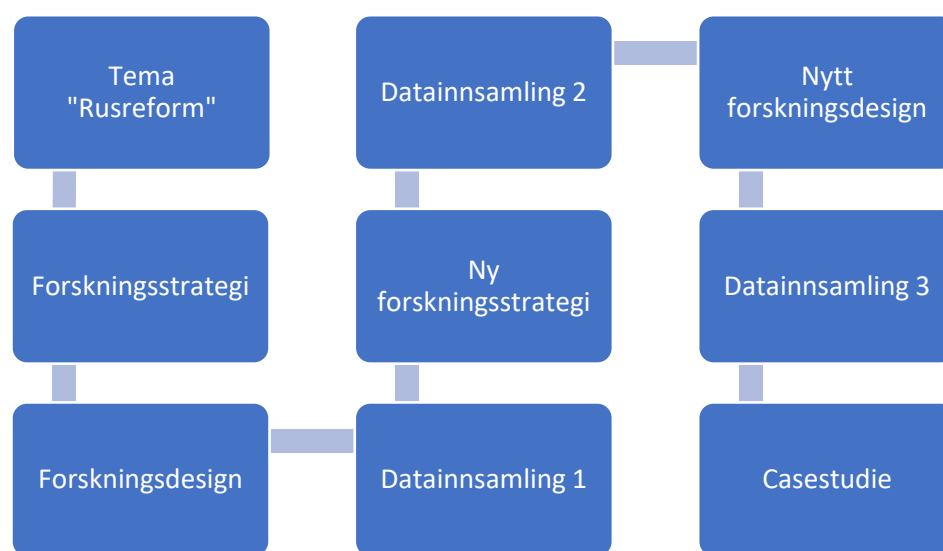 Tema
"Rusreform"
Forskningsstrategi
Forskningsdesign
Datainnsamling 1
Ny
forskningsstrategi
Datainnsamling 2
Nytt
forskningsdesign
Datainnsamling 3
Casestudie